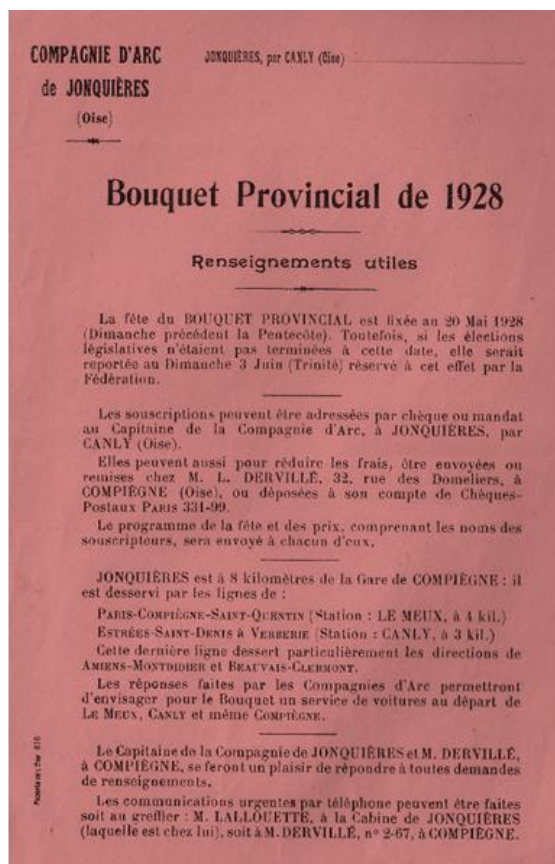 COMPAGNIE D'ARC
de JONQUIÈRES
(Oise)
JONQUIÈRES, par CANLY (Oise)
Bouquet Provincial de 1928
Renseignements utiles
La fête du BOUQUET PROVINCIAL est fixée au 20 Mai 1928
(Dimanche précédent la Pentecôte). Toutefois, si les élections
législatives n'étaient pas terminées à cette date, elle serait
reportée au Dimanche 3 Juin (Trinité) réservé à cet effet par la
Fédération.
Les souscriptions peuvent être adressées par chèque ou mandat
au Capitaine de la Compagnie d'Arc, à JONQUIÈRES, par
CANLY (Oise).
Elles peuvent aussi pour réduire les frais, être envoyées ou
remises chez M. L. DERVILLÉ, 32, rue des Domeliers, à
COMPIÈGNE (Oise), ou déposées à son compte de Chèques-
Postaux PARIS 331-99.
Le programme de la fête et des prix, comprenant les noms des
souscripteurs, sera envoyé à chacun d'eux.
JONQUIÈRES est à 8 kilomètres de la Gare de COMPIÈGNE : il
est desservi par les lignes de :
PARIS-COMPIÈGNE-SAINT-QUENTIN (Station : LE MEUX, à 4 kil.)
ESTRÉES-SAINT-DENIS à VERBERIE (Station : CANLY, à 3 kil.)
Cette dernière ligne dessert particulièrement les directions de
AMIENS-MONTDIDIER et BEAUVAIS-CLERMONT.
Les réponses faites par les Compagnies d'Arc permettront
d'envisager pour le Bouquet un service de voitures au départ de
LE MEUX, CANLY et même COMPIÈGNE.
Le Capitaine de la Compagnie de JONQUIÈRES et M. DERVILLÉ,
à COMPIÈGNE, se feront un plaisir de répondre à toutes demandes
de renseignements.
Les communications urgentes par téléphone peuvent être faites
soit au greffier : M. LALLOUETTE, à la Cabine de JONQUIÈRES
(laquelle est chez lui), soit à M. DERVILLÉ, n° 2-67, à COMPIÈGNE.